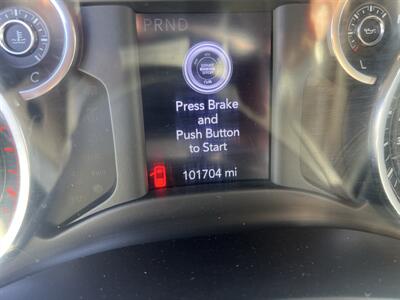 PRND
Press Brake
and
Push Button
to Start
101704 mi
C
L